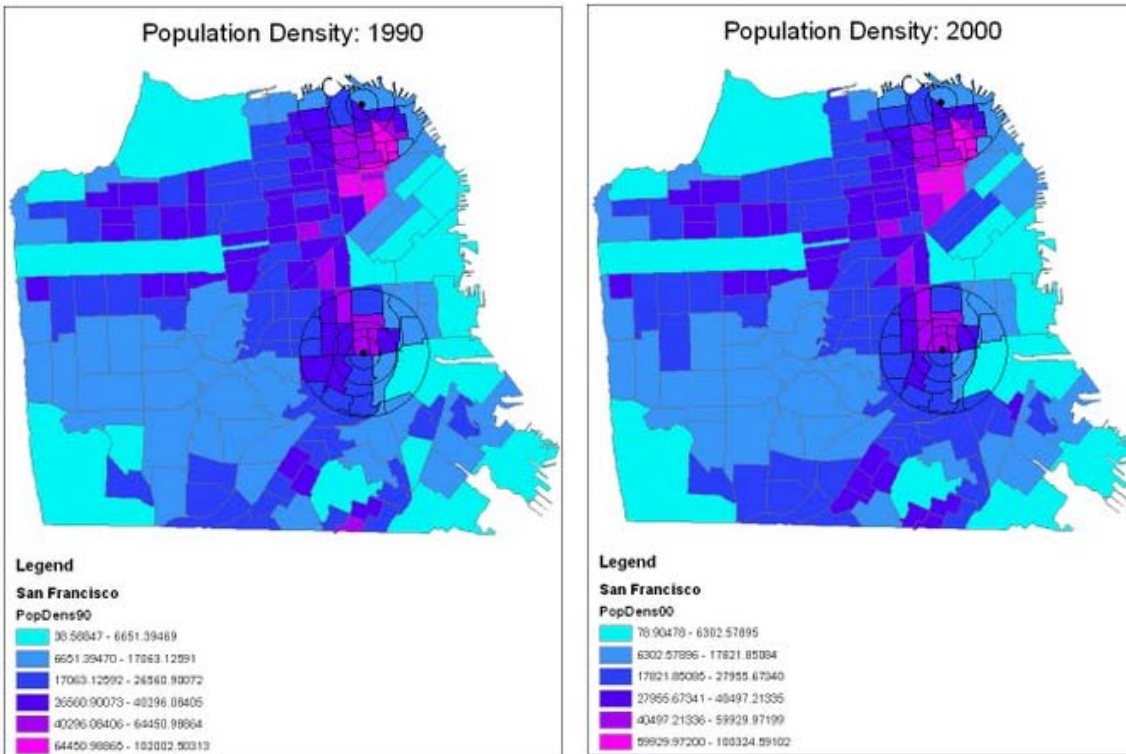 Population Density: 1990
Legend
San Francisco
PopDens90
38.58847 - 6651.39469
6651.39470 - 17063.12591
17063.12592 - 26560.90072
26560.90073 - 40296.08405
40296.08406 - 64450.98864
64450.98865 - 102002.50313
Population Density: 2000
Legend
San Francisco
PopDens00
78.90478 - 6302.57895
6302.57896 - 17821.85084
17821.85085 - 27955.67340
27955.67341 - 40497.21335
40497.21336 - 59929.97199
59929.97200 - 100324.59102